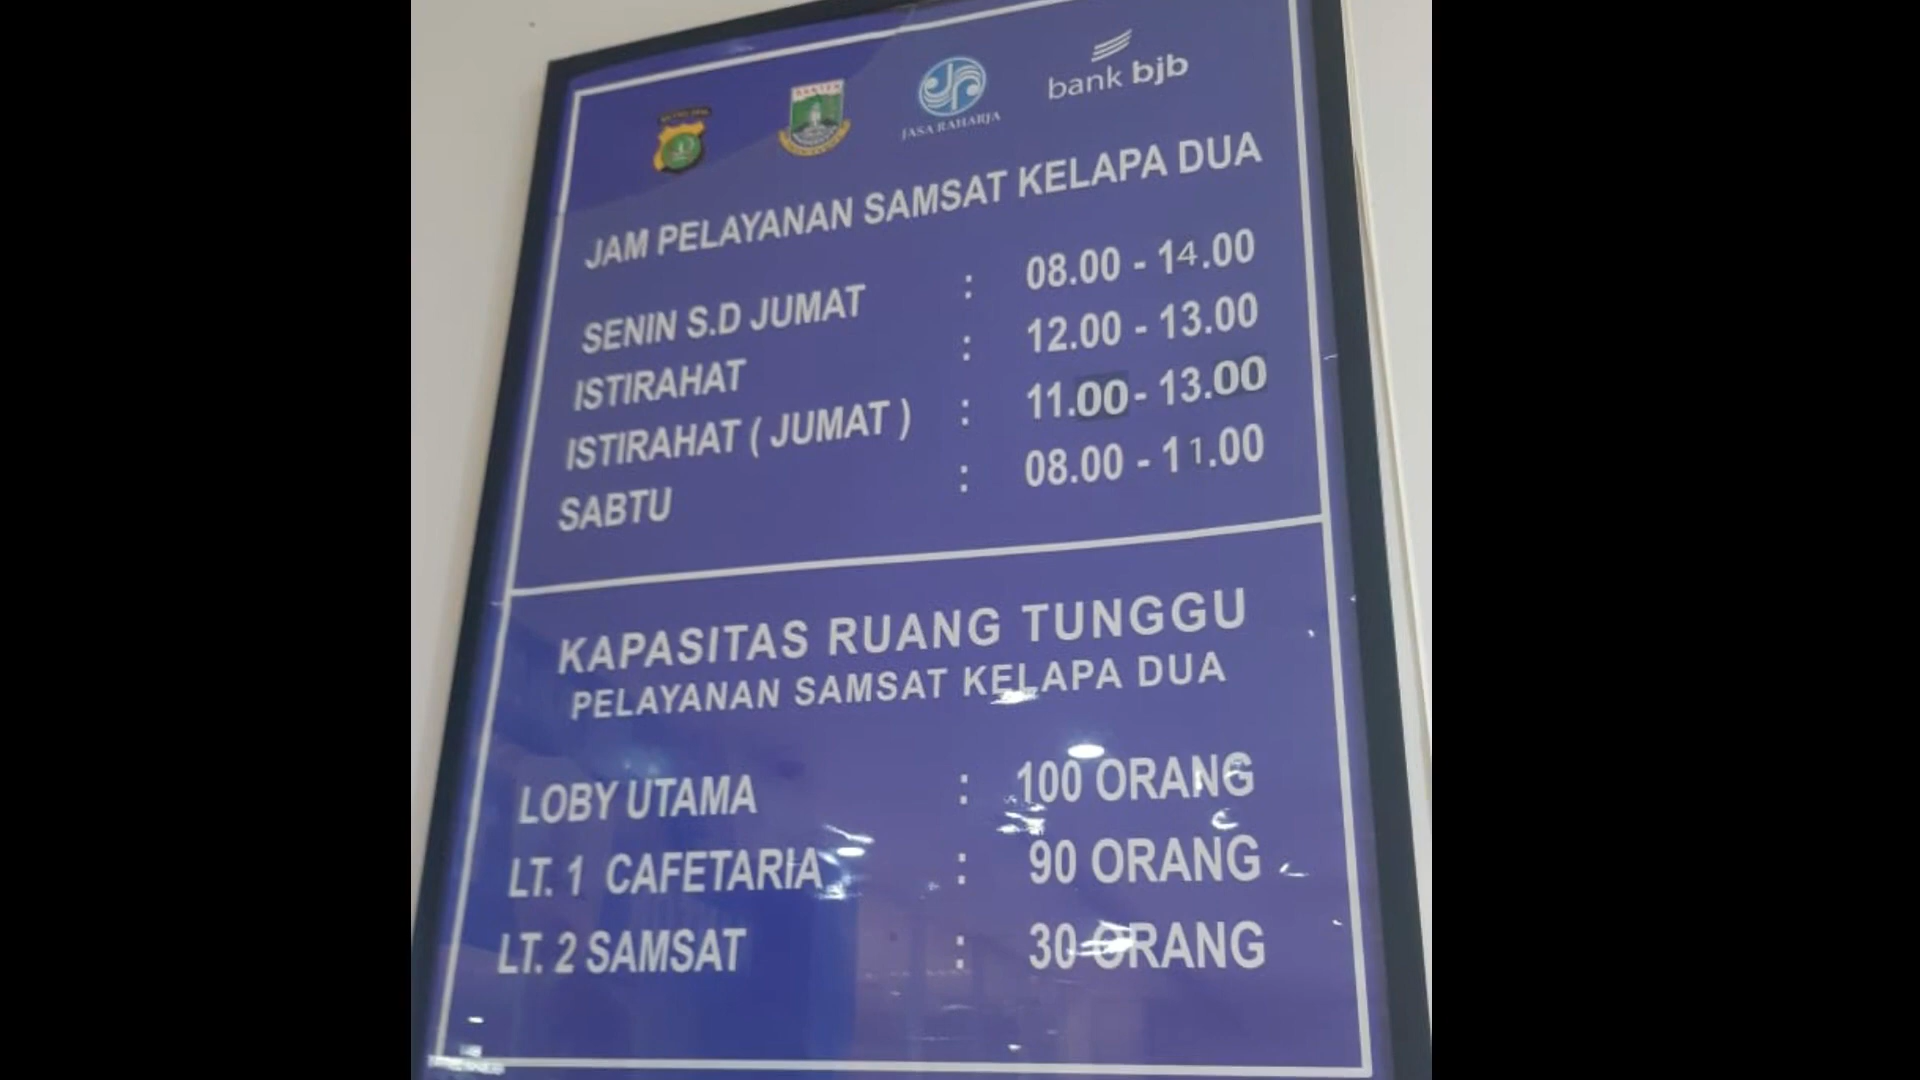 BANTEN
JASA RAHARJA
bank bjb
JAM PELAYANAN SAMSAT KELAPA DUA
SENIN S.D JUMAT : 08.00 - 14.00
ISTIRAHAT : 12.00 - 13.00
ISTIRAHAT ( JUMAT ) : 11.00 - 13.00
SABTU : 08.00 - 11.00
KAPASITAS RUANG TUNGGU
PELAYANAN SAMSAT KELAPA DUA
LOBY UTAMA : 100 ORANG
LT. 1 CAFETARIA : 90 ORANG
LT. 2 SAMSAT : 30 ORANG